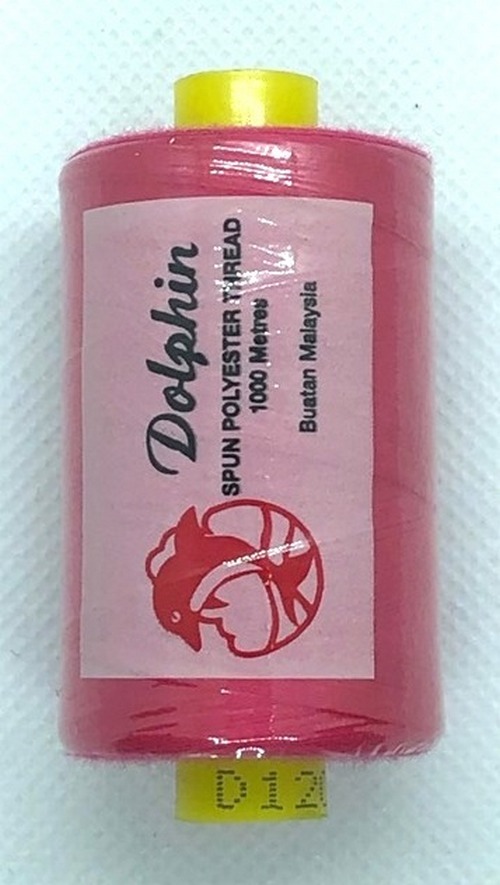 Dolphin
SPUN POLYESTER THREAD
1000 Metres
Buatan Malaysia